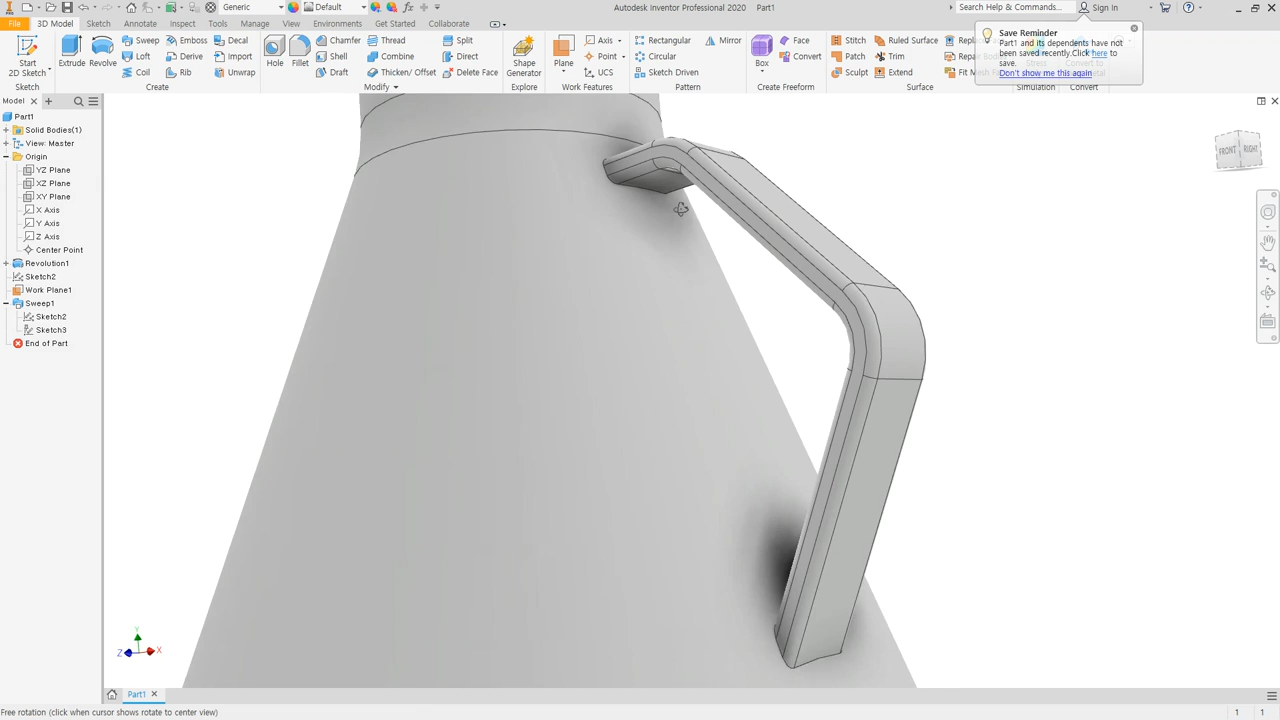 Generic
Default
Autodesk Inventor Professional 2020 Part1
Search Help & Commands...
Sign In
File
3D Model
Sketch
Annotate
Inspect
Tools
Manage
View
Environments
Get Started
Collaborate
Start
2D Sketch
Sketch
Extrude
Revolve
Sweep
Loft
Coil
Emboss
Derive
Rib
Decal
Import
Unwrap
Create
Hole
Fillet
Chamfer
Shell
Draft
Thread
Combine
Thicken/ Offset
Split
Direct
Delete Face
Modify
Shape
Generator
Explore
Plane
Axis
Point
UCS
Work Features
Rectangular
Circular
Sketch Driven
Mirror
Pattern
Box
Face
Convert
Create Freeform
Stitch
Patch
Sculpt
Ruled Surface
Trim
Extend
Surface
Simulation
Convert
Save Reminder
Part1 and its dependents have not
been saved recently.Click here to
save.
Don't show me this again
Model
Part1
Solid Bodies(1)
View: Master
Origin
YZ Plane
XZ Plane
XY Plane
X Axis
Y Axis
Z Axis
Center Point
Revolution1
Sketch2
Work Plane1
Sweep1
Sketch2
Sketch3
End of Part
FRONT
RIGHT
Y
Z
X
Part1
Free rotation (click when cursor shows rotate to center view)
1
1